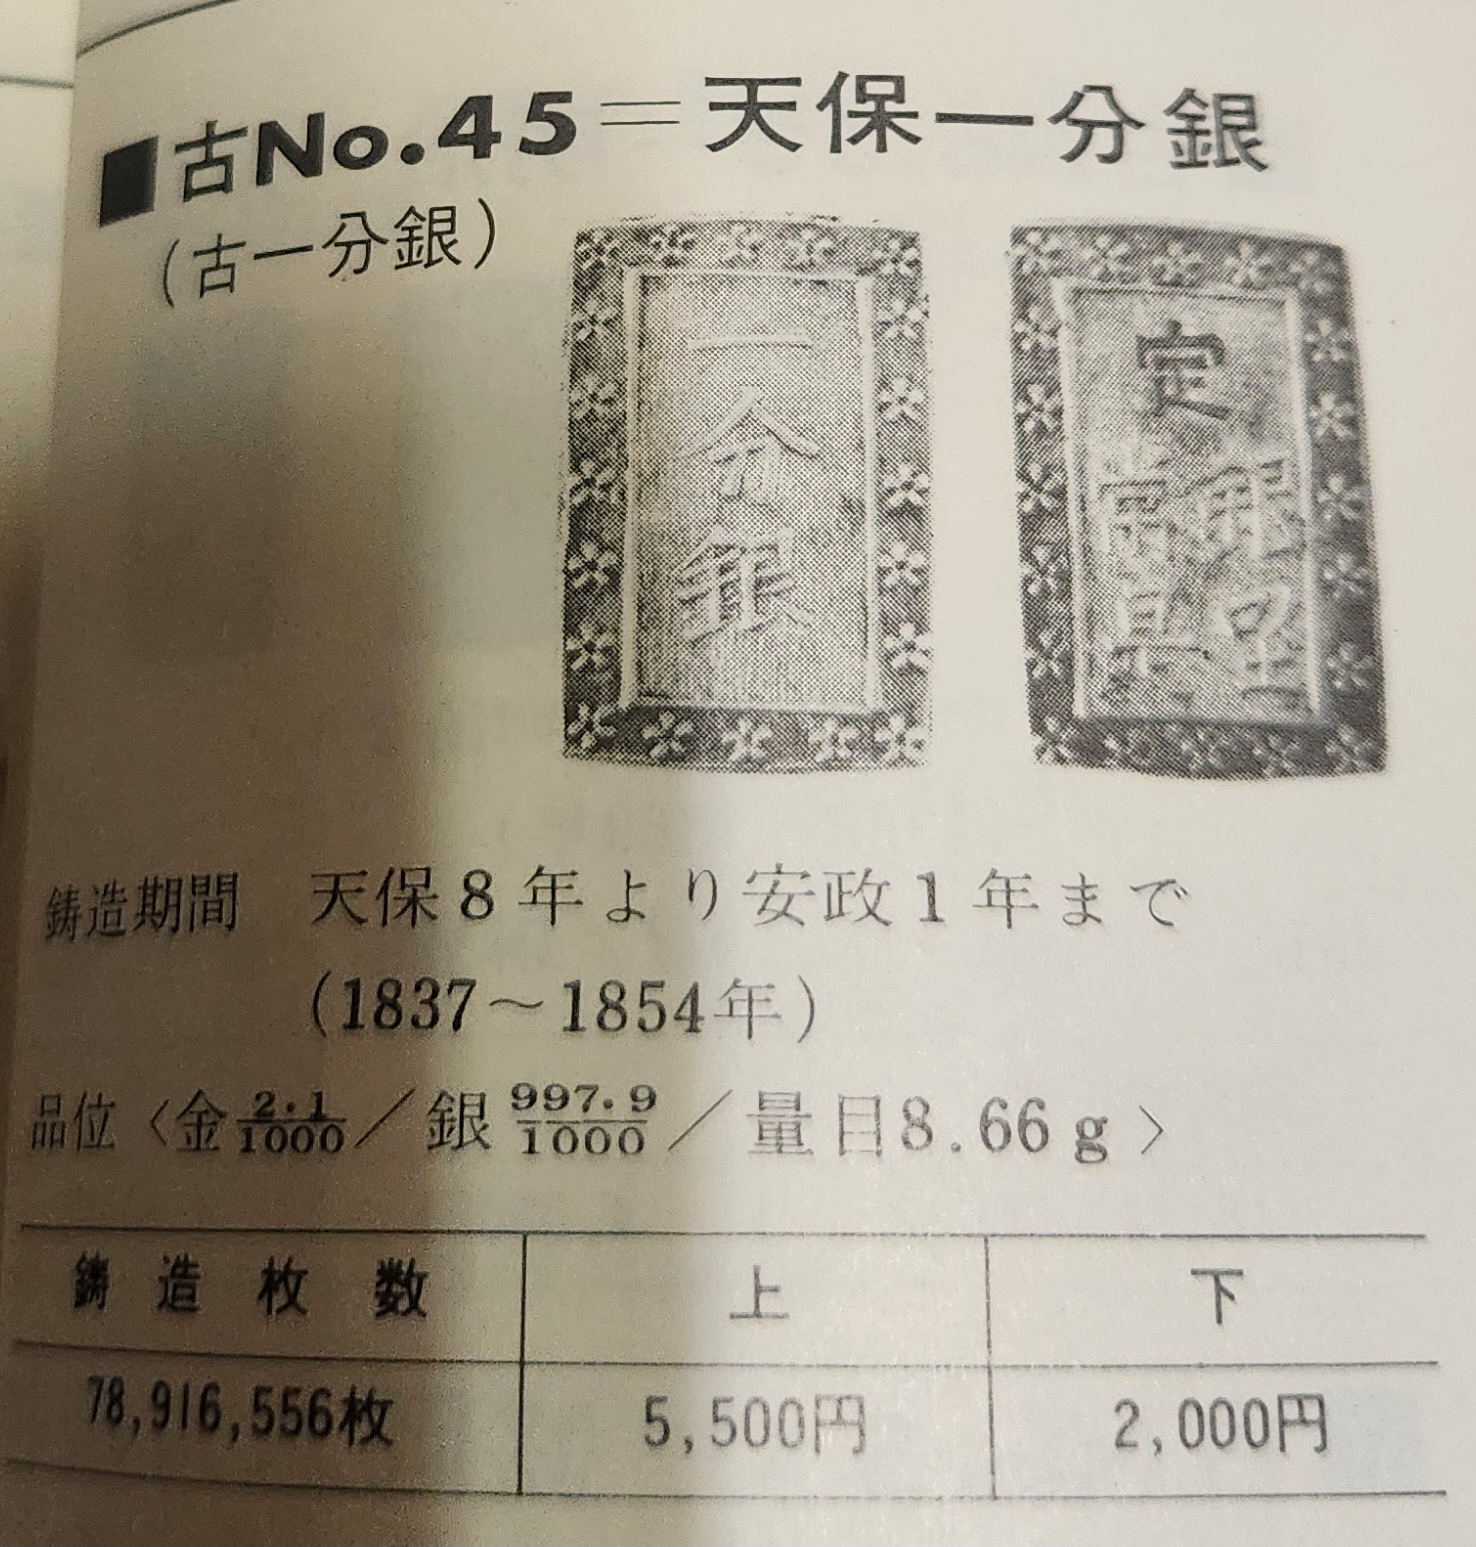 ■古No.45＝天保一分銀
(古一分銀)
一分銀
定
銀座
常是
鋳造期間 天保8年より安政1年まで
(1837～1854年)
品位〈金2.1/1000／銀997.9/1000／量目8.66g〉
鋳造枚数 上 下
78,916,556枚 5,500円 2,000円